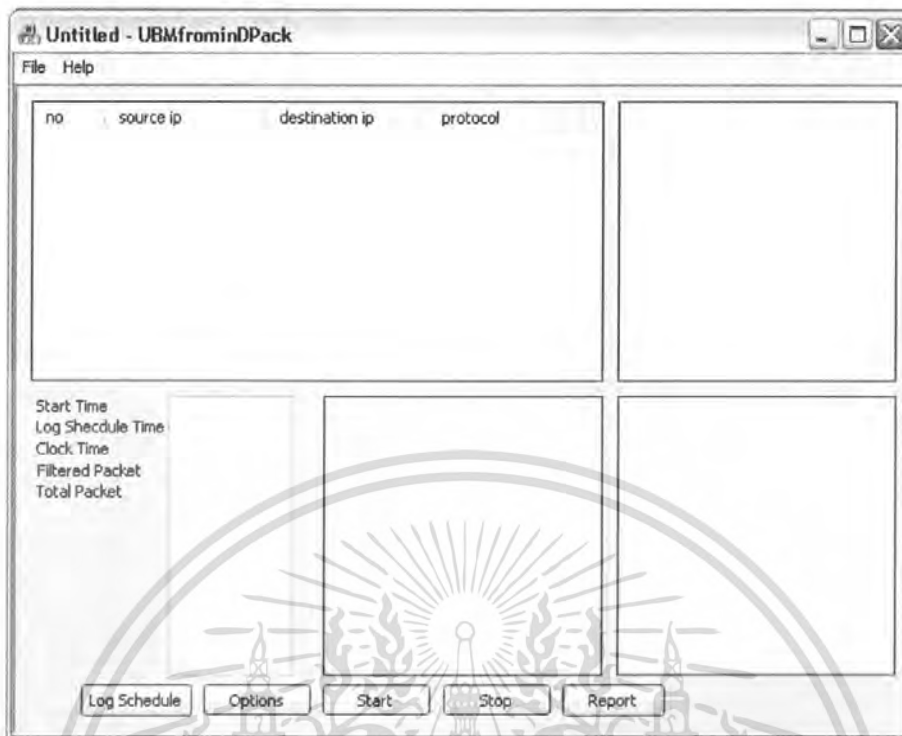 Untitled - UBMfrominDPack
File Help
no source ip destination ip protocol
Start Time
Log Shecdule Time
Clock Time
Filtered Packet
Total Packet
Log Schedule Options Start Stop Report